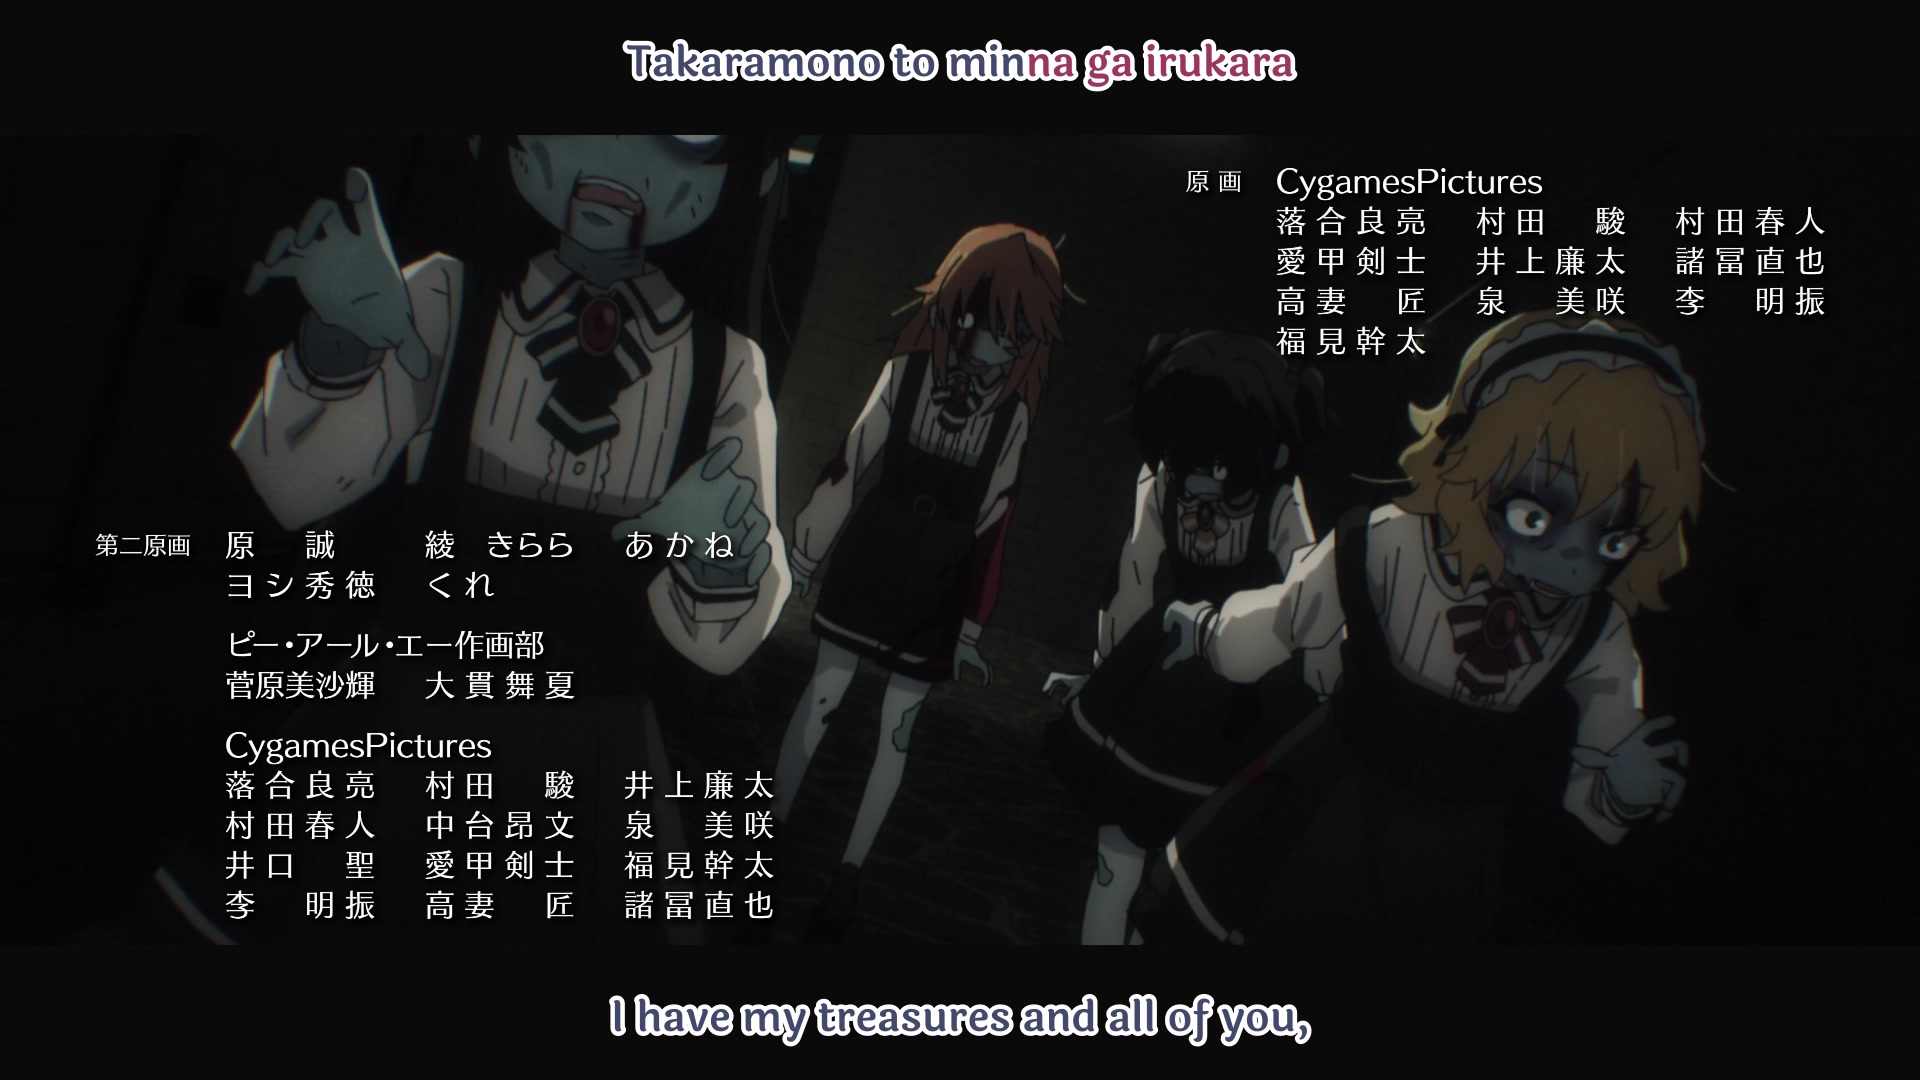 Takaramono to minna ga irukara
原画 CygamesPictures
落合良亮 村田 駿 村田春人
愛甲剣士 井上廉太 諸冨直也
高妻 匠 泉 美咲 李 明振
福見幹太
第二原画 原 誠 綾 きらら あかね
ヨシ秀徳 くれ
ピー・アール・エー作画部
菅原美沙輝 大貫舞夏
CygamesPictures
落合良亮 村田 駿 井上廉太
村田春人 中台昂文 泉 美咲
井口 聖 愛甲剣士 福見幹太
李 明振 高妻 匠 諸冨直也
I have my treasures and all of you,